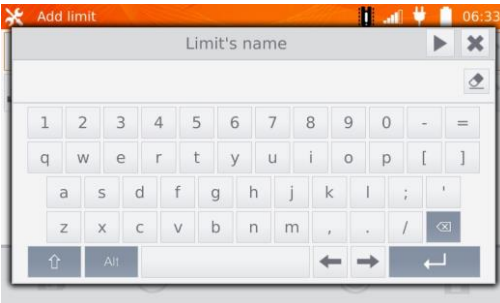 Add limit 06:33
Limit's name
1 2 3 4 5 6 7 8 9 0 - =
q w e r t y u i o p [ ]
a s d f g h j k l ; '
z x c v b n m , . /
Alt